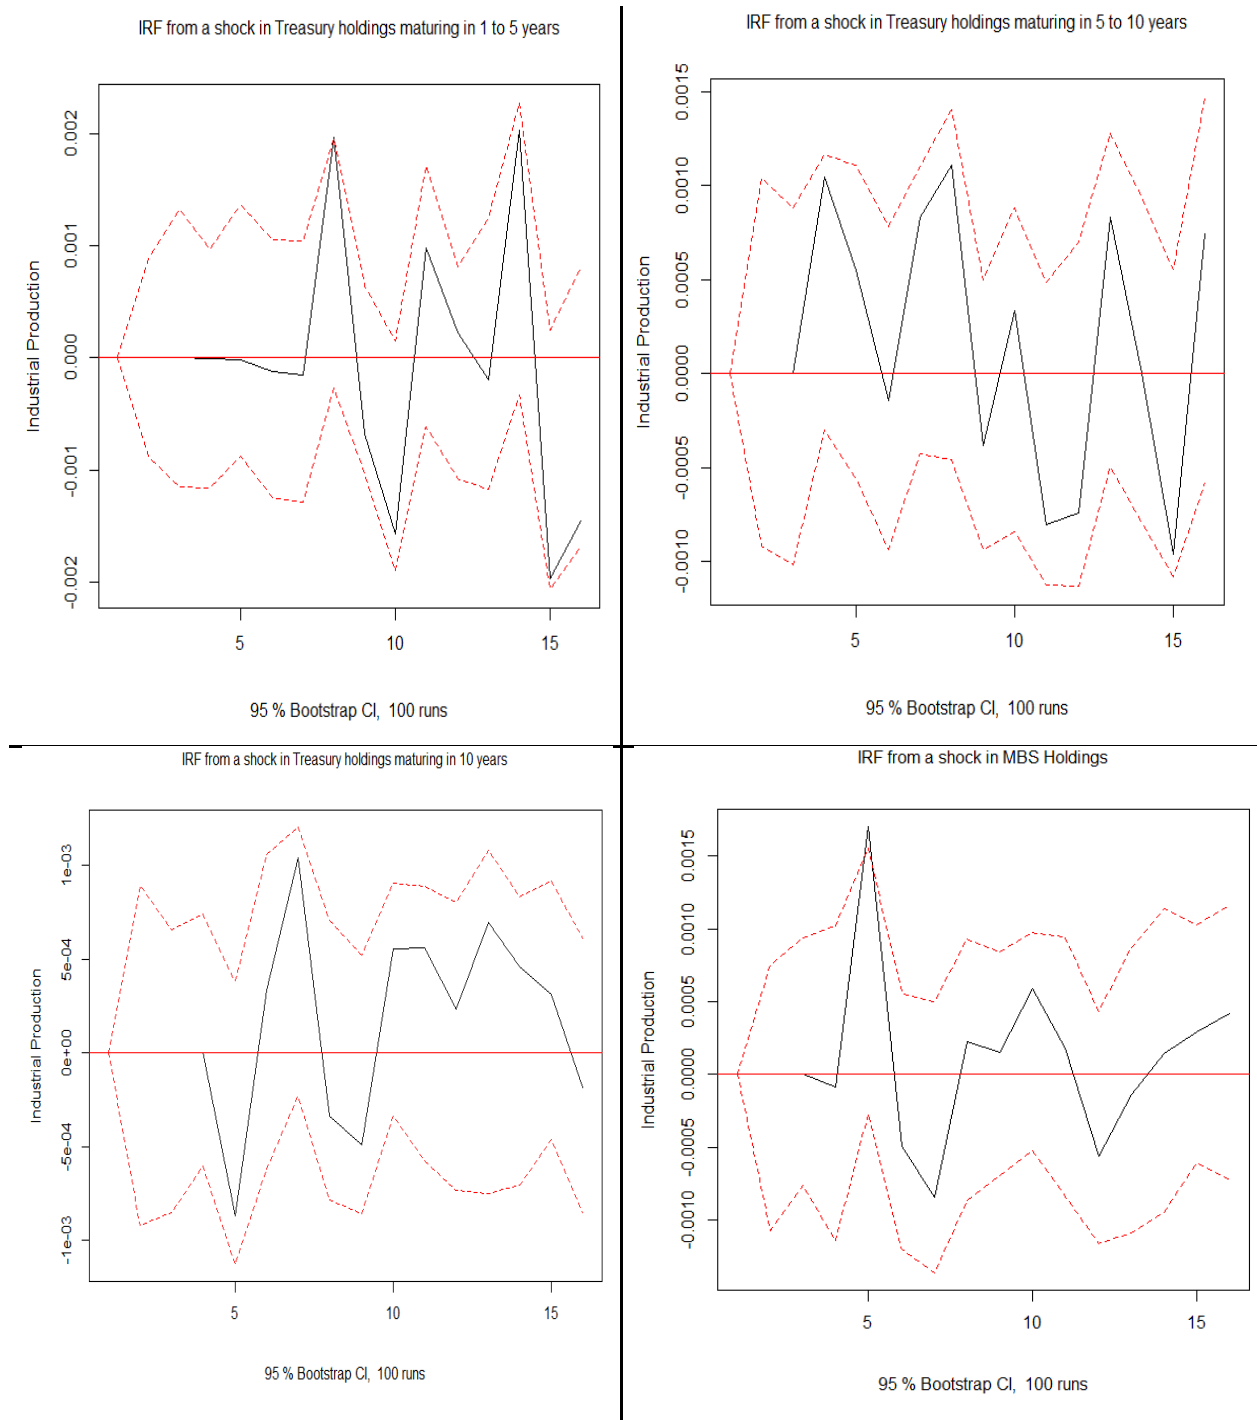 IRF from a shock in Treasury holdings maturing in 1 to 5 years
Industrial Production
0.002
0.001
0.000
-0.001
-0.002
5 10 15
95 % Bootstrap CI, 100 runs
IRF from a shock in Treasury holdings maturing in 5 to 10 years
Industrial Production
0.0015
0.0010
0.0005
0.0000
-0.0005
-0.0010
5 10 15
95 % Bootstrap CI, 100 runs
IRF from a shock in Treasury holdings maturing in 10 years
Industrial Production
1e-03
5e-04
0e+00
-5e-04
-1e-03
5 10 15
95 % Bootstrap CI, 100 runs
IRF from a shock in MBS Holdings
Industrial Production
0.0015
0.0010
0.0005
0.0000
-0.0005
-0.0010
5 10 15
95 % Bootstrap CI, 100 runs